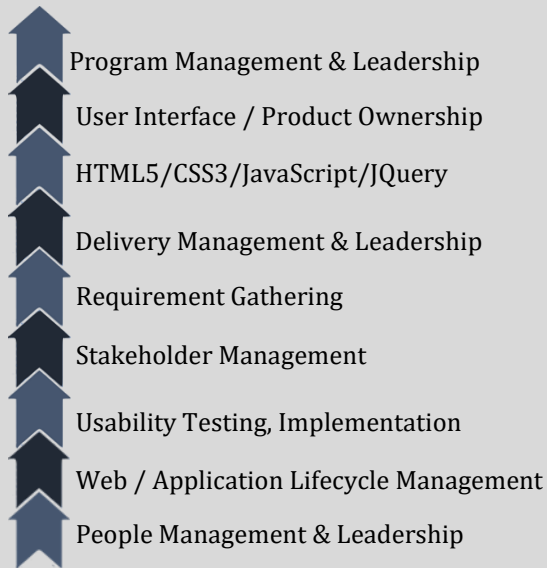 Program Management & Leadership
User Interface / Product Ownership
HTML5/CSS3/JavaScript/JQuery
Delivery Management & Leadership
Requirement Gathering
Stakeholder Management
Usability Testing, Implementation
Web / Application Lifecycle Management
People Management & Leadership